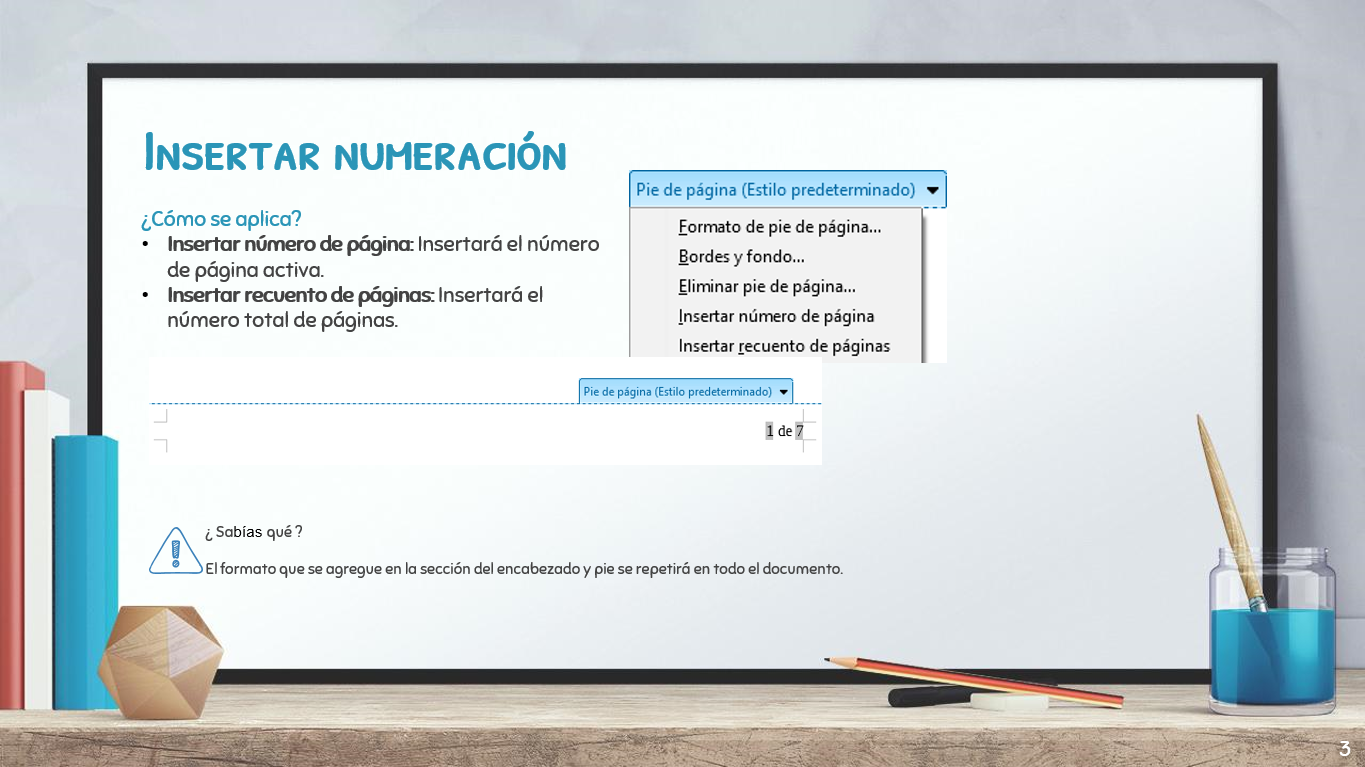 Insertar numeración
¿Cómo se aplica?
• Insertar número de página: Insertará el número
de página activa.
• Insertar recuento de páginas: Insertará el
número total de páginas.
Pie de página (Estilo predeterminado)
Formato de pie de página...
Bordes y fondo...
Eliminar pie de página...
Insertar número de página
Insertar recuento de páginas
Pie de página (Estilo predeterminado)
1 de 7
¿ Sabías qué ?
El formato que se agregue en la sección del encabezado y pie se repetirá en todo el documento.
3